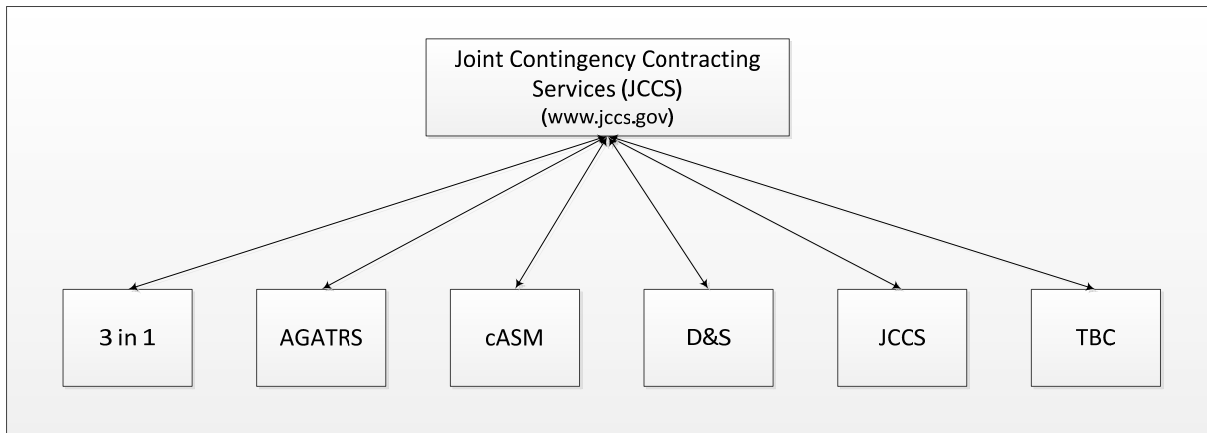 Joint Contingency Contracting
Services (JCCS)
(www.jccs.gov)
3 in 1
AGATRS
cASM
D&S
JCCS
TBC